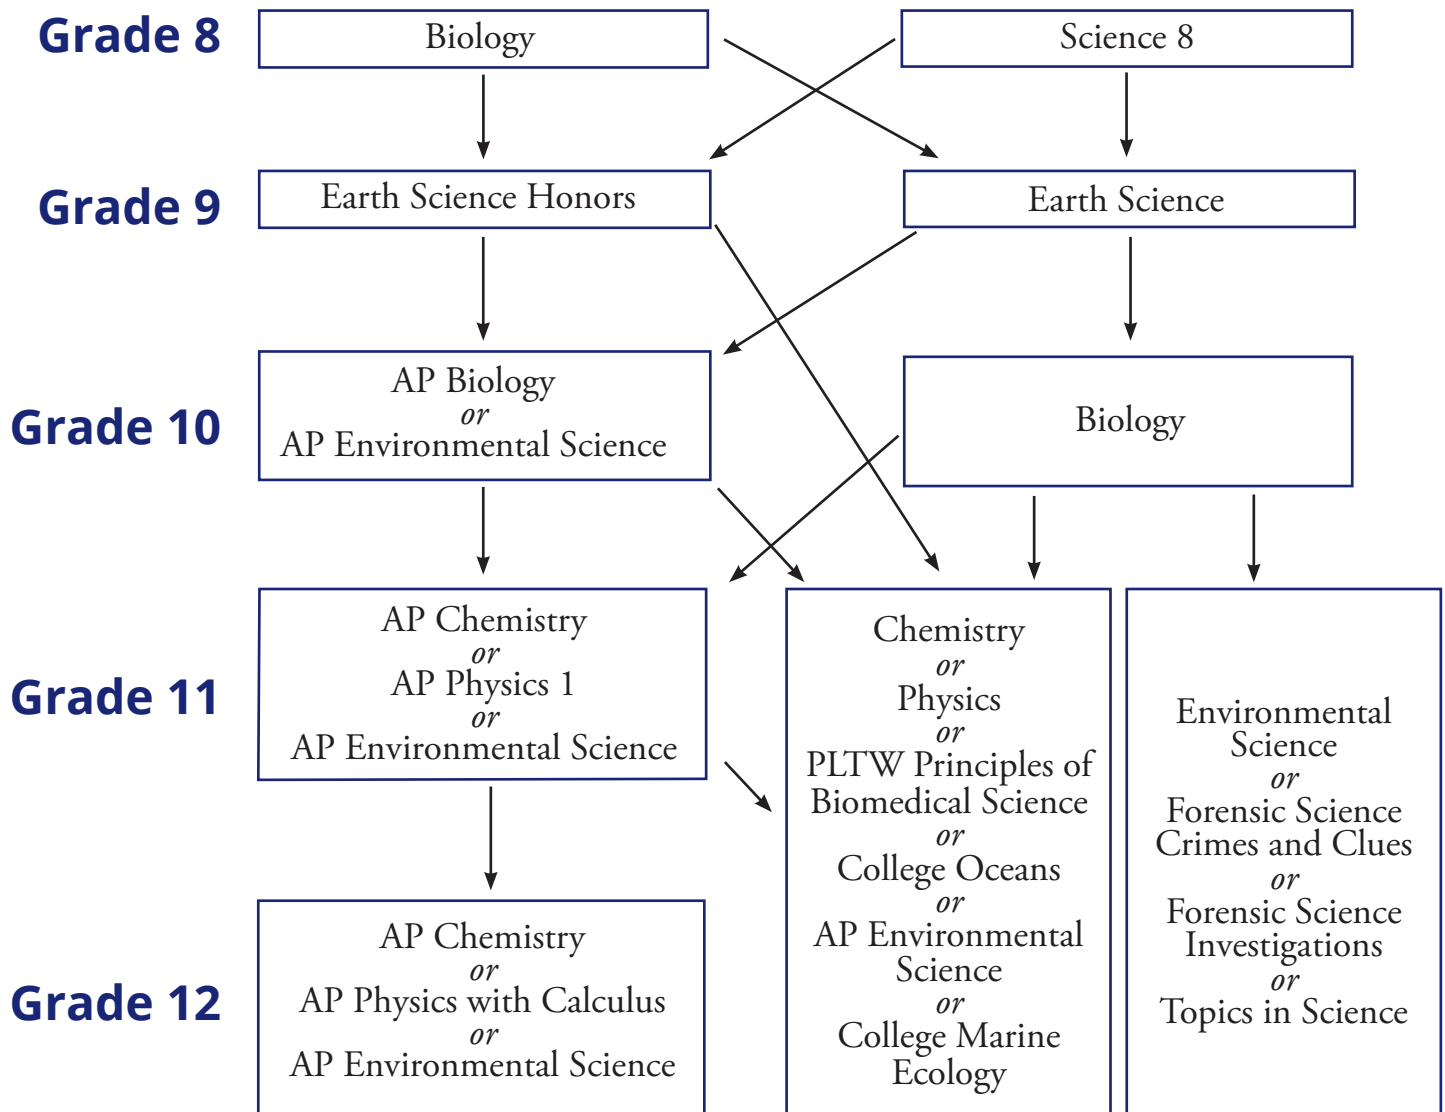 Grade 8
Biology
Science 8
Grade 9
Earth Science Honors
Earth Science
Grade 10
AP Biology
or
AP Environmental Science
Biology
Grade 11
AP Chemistry
or
AP Physics 1
or
AP Environmental Science
Chemistry
or
Physics
or
PLTW Principles of
Biomedical Science
or
College Oceans
or
AP Environmental
Science
or
College Marine
Ecology
Environmental
Science
or
Forensic Science
Crimes and Clues
or
Forensic Science
Investigations
or
Topics in Science
Grade 12
AP Chemistry
or
AP Physics with Calculus
or
AP Environmental Science